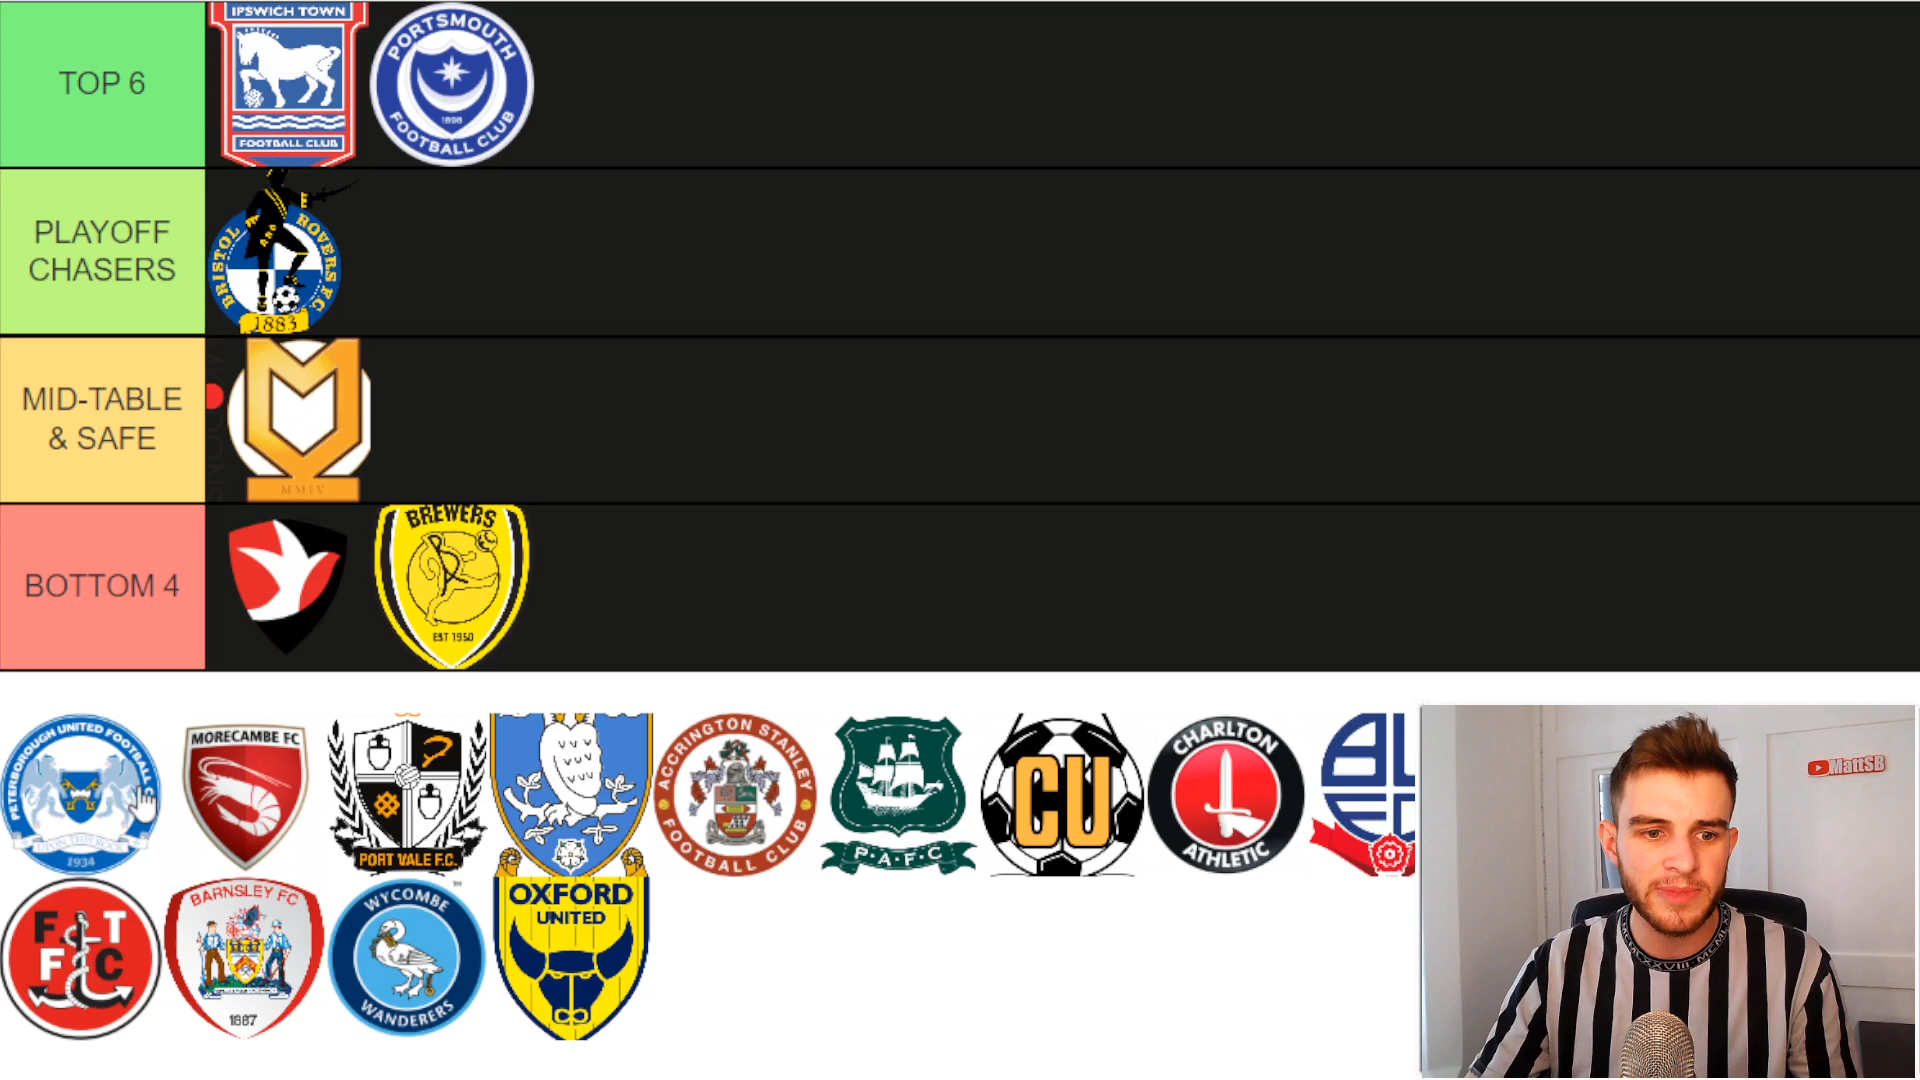 TOP 6
IPSWICH TOWN
FOOTBALL CLUB
PORTSMOUTH
1898
FOOTBALL CLUB
PLAYOFF
CHASERS
BRISTOL ROVERS F.C.
1883
MID-TABLE
& SAFE
MMIV
BOTTOM 4
BREWERS
EST 1950
PETERBOROUGH UNITED FOOTBALL
1934
MORECAMBE FC
PORT VALE F.C.
ACCRINGTON STANLEY
FOOTBALL CLUB
P·A·F·C
CU
CHARLTON
ATHLETIC
MattSB
F T
F C
BARNSLEY FC
1887
WYCOMBE
WANDERERS
OXFORD
UNITED